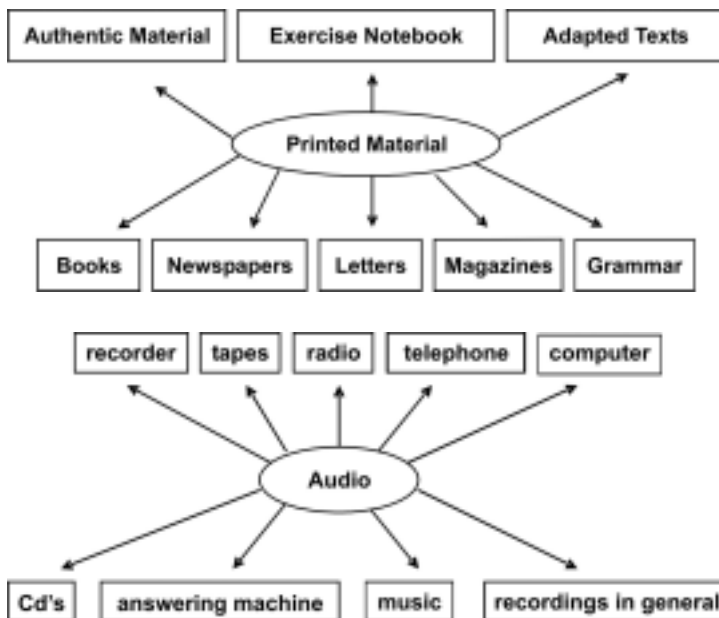 Authentic Material
Exercise Notebook
Adapted Texts
Printed Material
Books
Newspapers
Letters
Magazines
Grammar
recorder
tapes
radio
telephone
computer
Audio
Cd's
answering machine
music
recordings in general